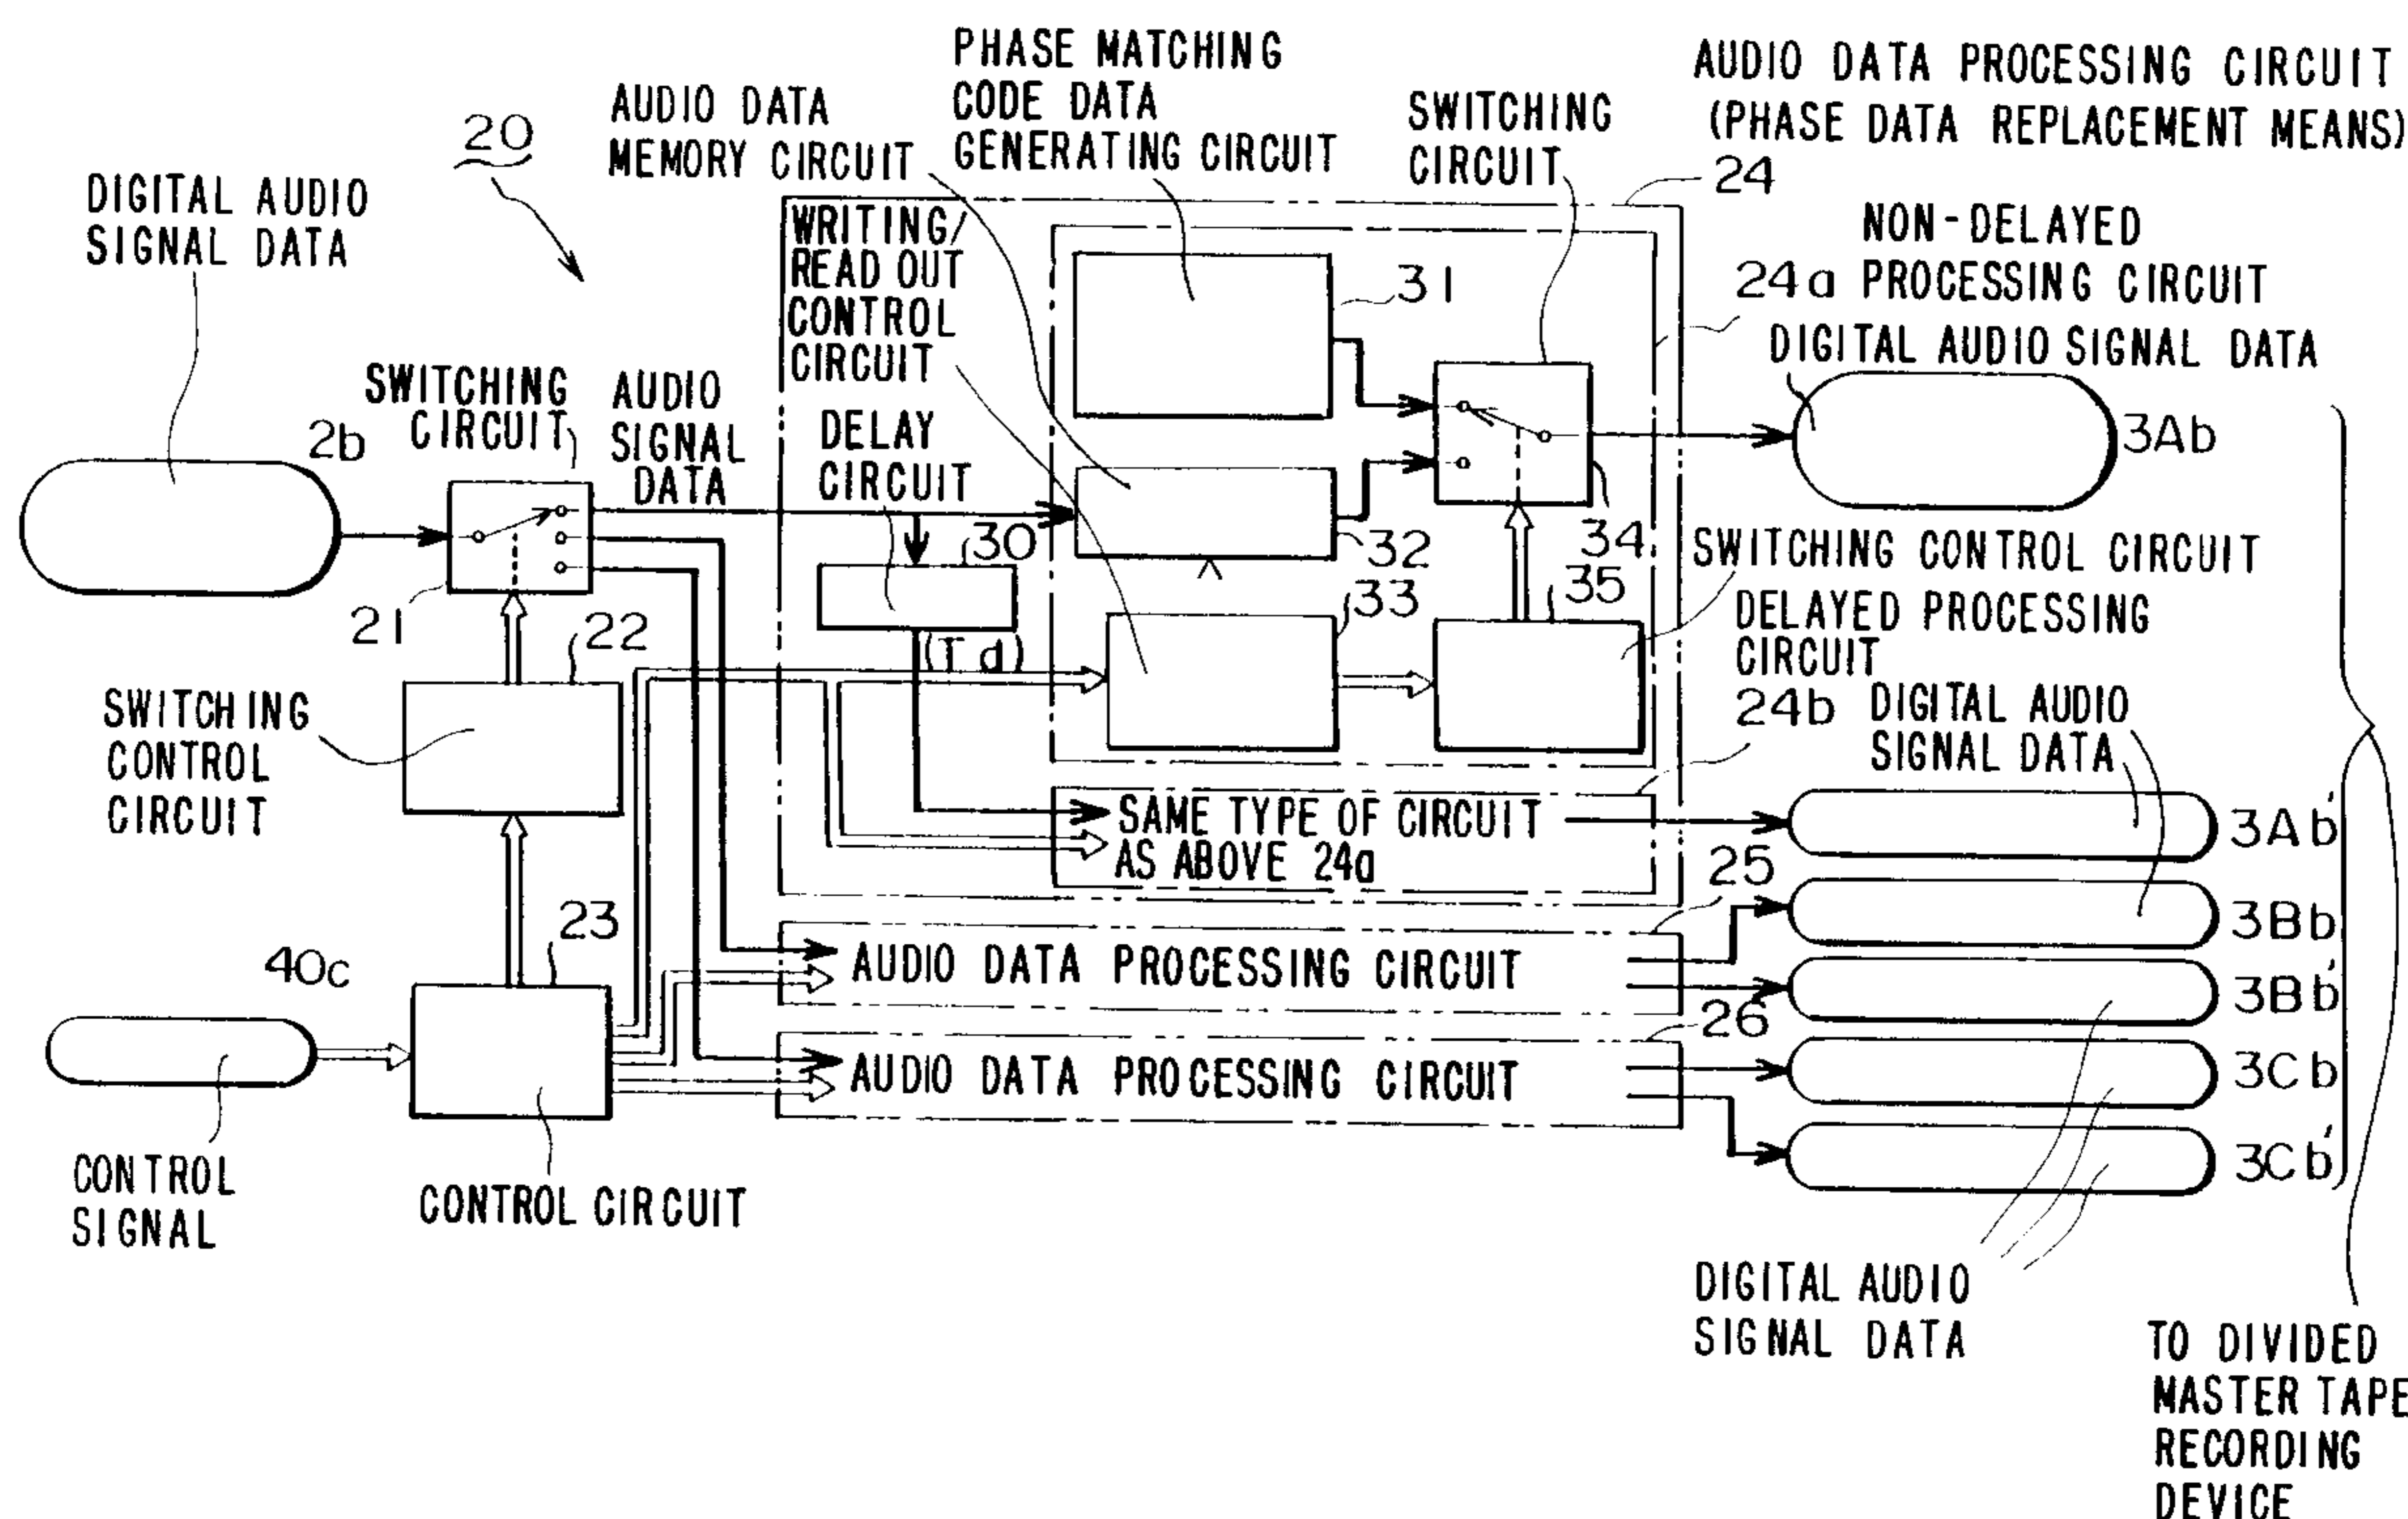 PHASE MATCHING
CODE DATA
GENERATING CIRCUIT
AUDIO DATA
MEMORY CIRCUIT
SWITCHING
CIRCUIT
AUDIO DATA PROCESSING CIRCUIT
(PHASE DATA REPLACEMENT MEANS)
24
20
DIGITAL AUDIO
SIGNAL DATA
WRITING/
READ OUT
CONTROL
CIRCUIT
31
NON-DELAYED
24a PROCESSING CIRCUIT
DIGITAL AUDIO SIGNAL DATA
3Ab
2b
SWITCHING
CIRCUIT
AUDIO
SIGNAL
DATA
DELAY
CIRCUIT
30
32
34
21
22
(Td)
33
35
SWITCHING CONTROL CIRCUIT
DELAYED PROCESSING
CIRCUIT
24b
DIGITAL AUDIO
SIGNAL DATA
SWITCHING
CONTROL
CIRCUIT
SAME TYPE OF CIRCUIT
AS ABOVE 24a
3Ab'
25
3Bb
40c
23
AUDIO DATA PROCESSING CIRCUIT
3Bb'
26
AUDIO DATA PROCESSING CIRCUIT
3Cb
3Cb'
CONTROL
SIGNAL
CONTROL CIRCUIT
DIGITAL AUDIO
SIGNAL DATA
TO DIVIDED
MASTER TAPE
RECORDING
DEVICE